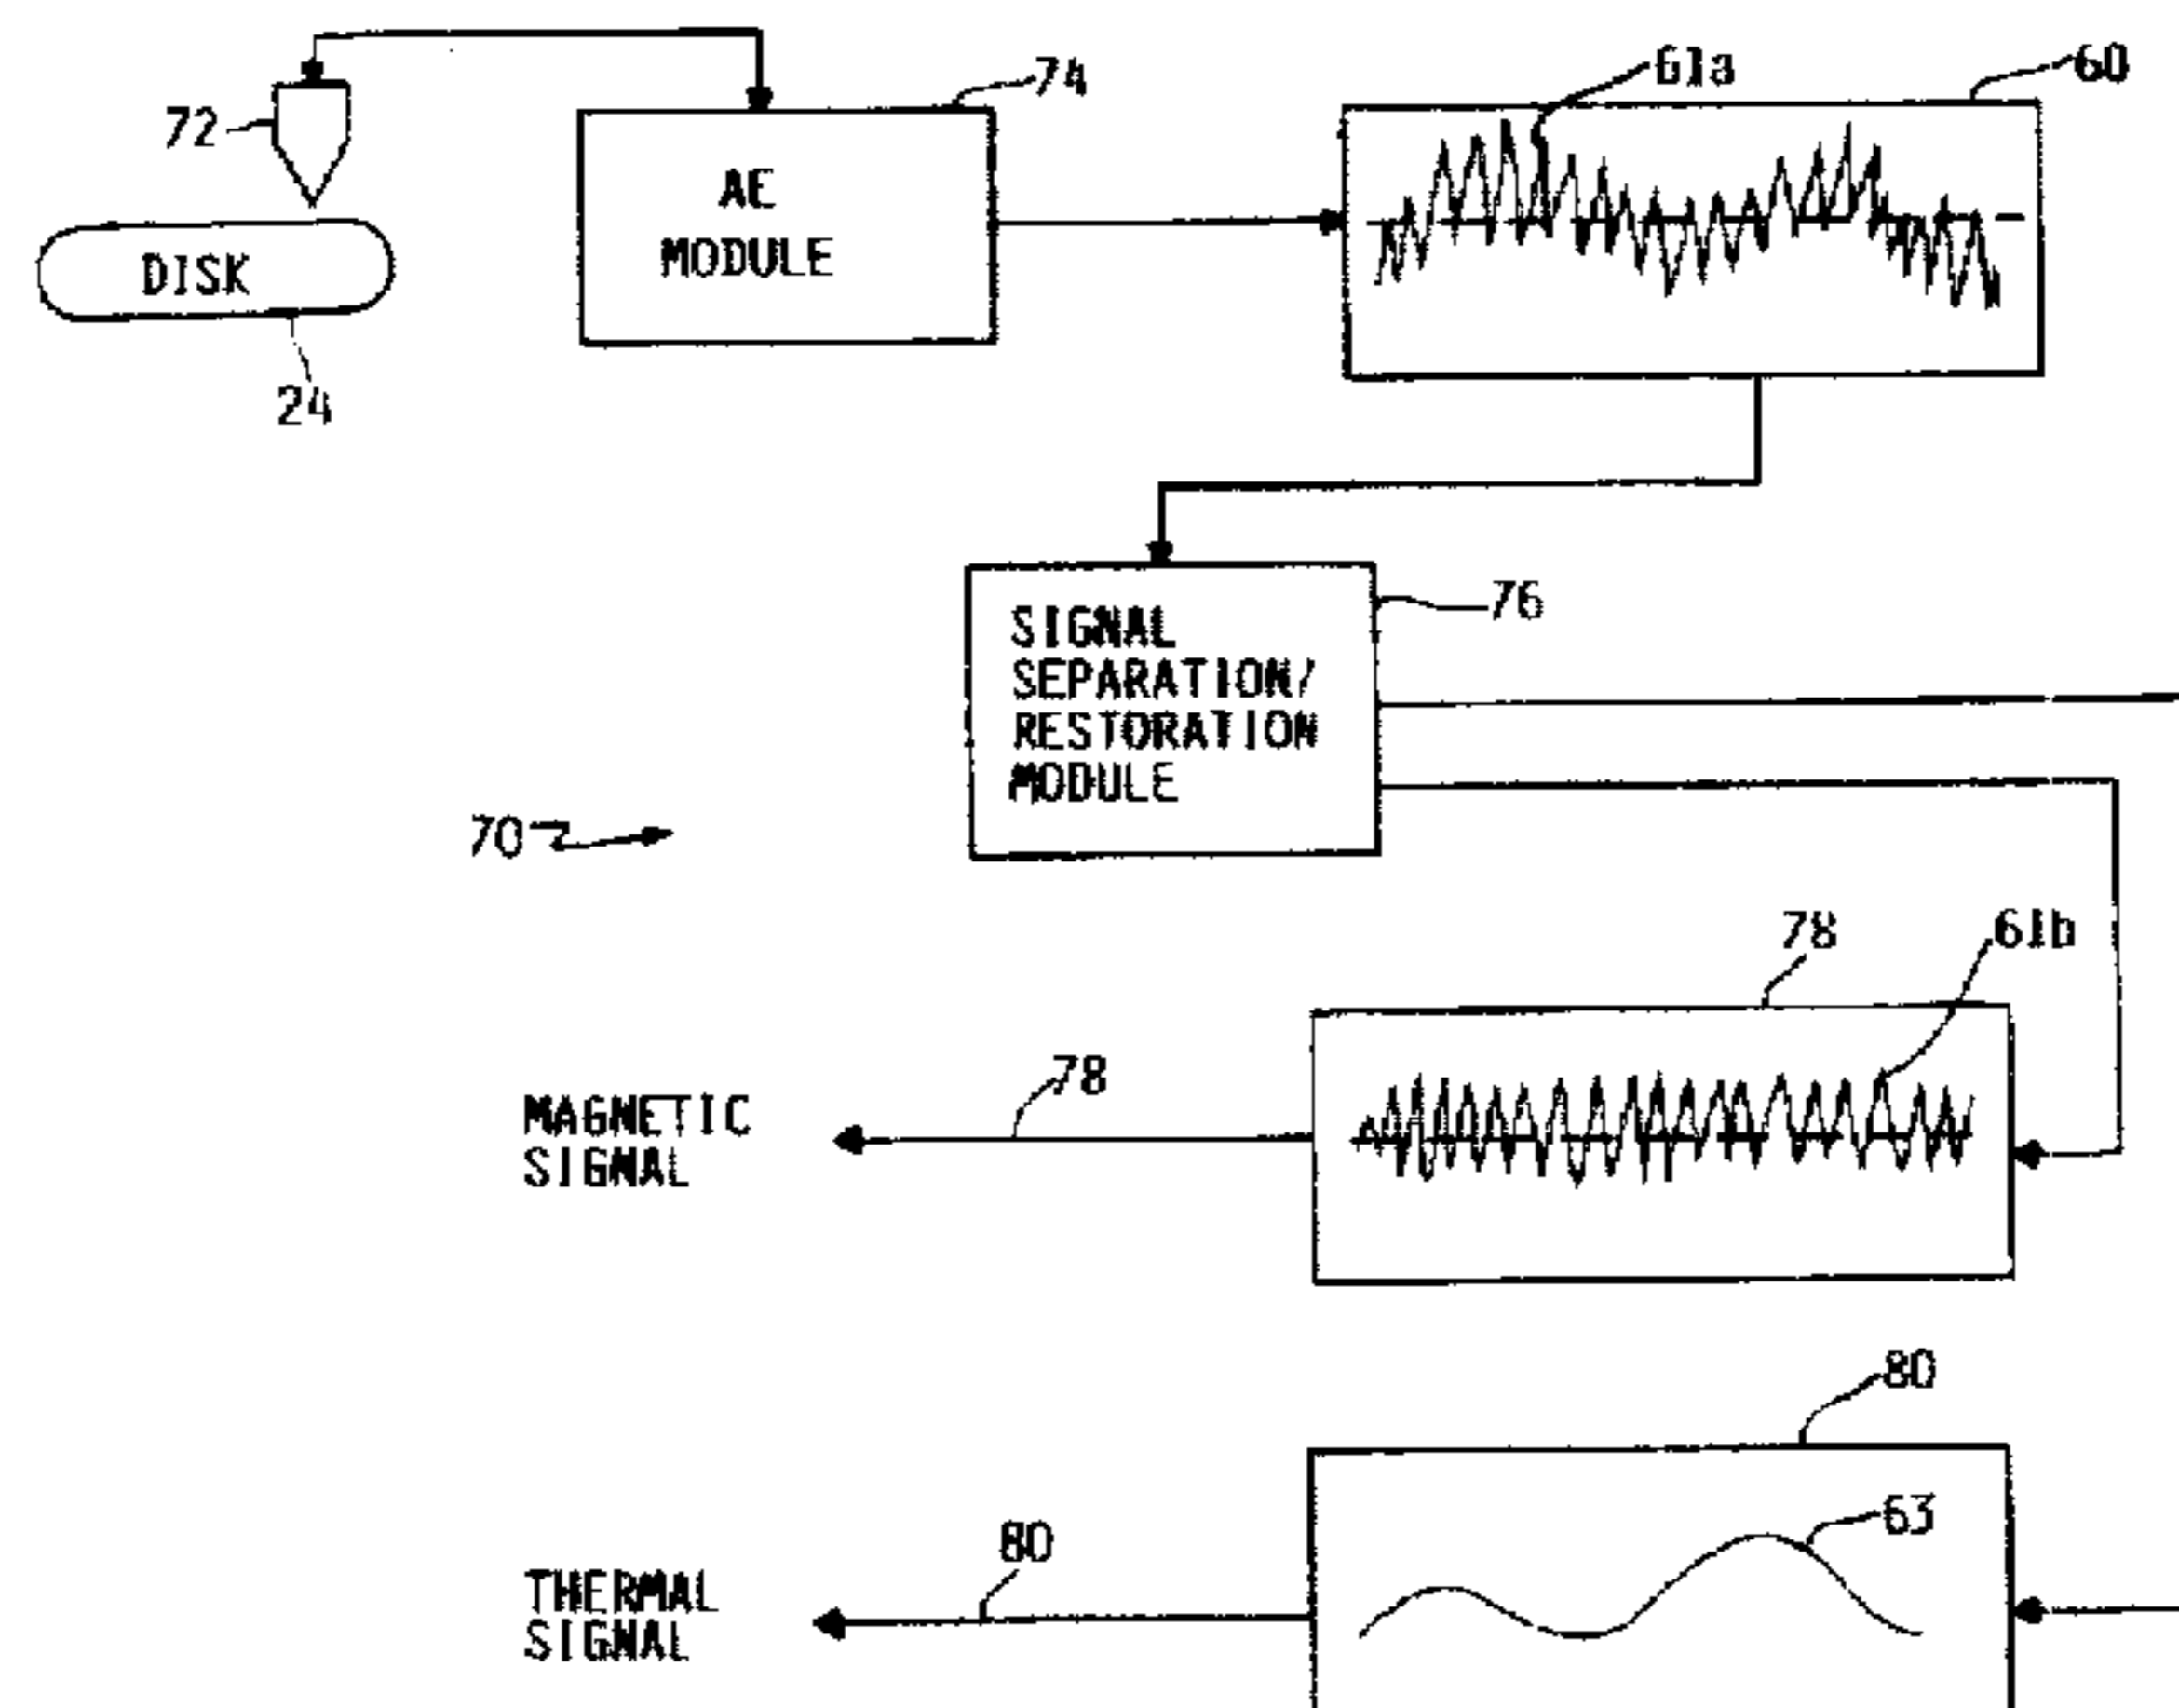 61a
60
74
72
AE
MODULE
DISK
24
76
SIGNAL
SEPARATION/
RESTORATION
MODULE
70
78
61b
78
MAGNETIC
SIGNAL
80
63
80
THERMAL
SIGNAL